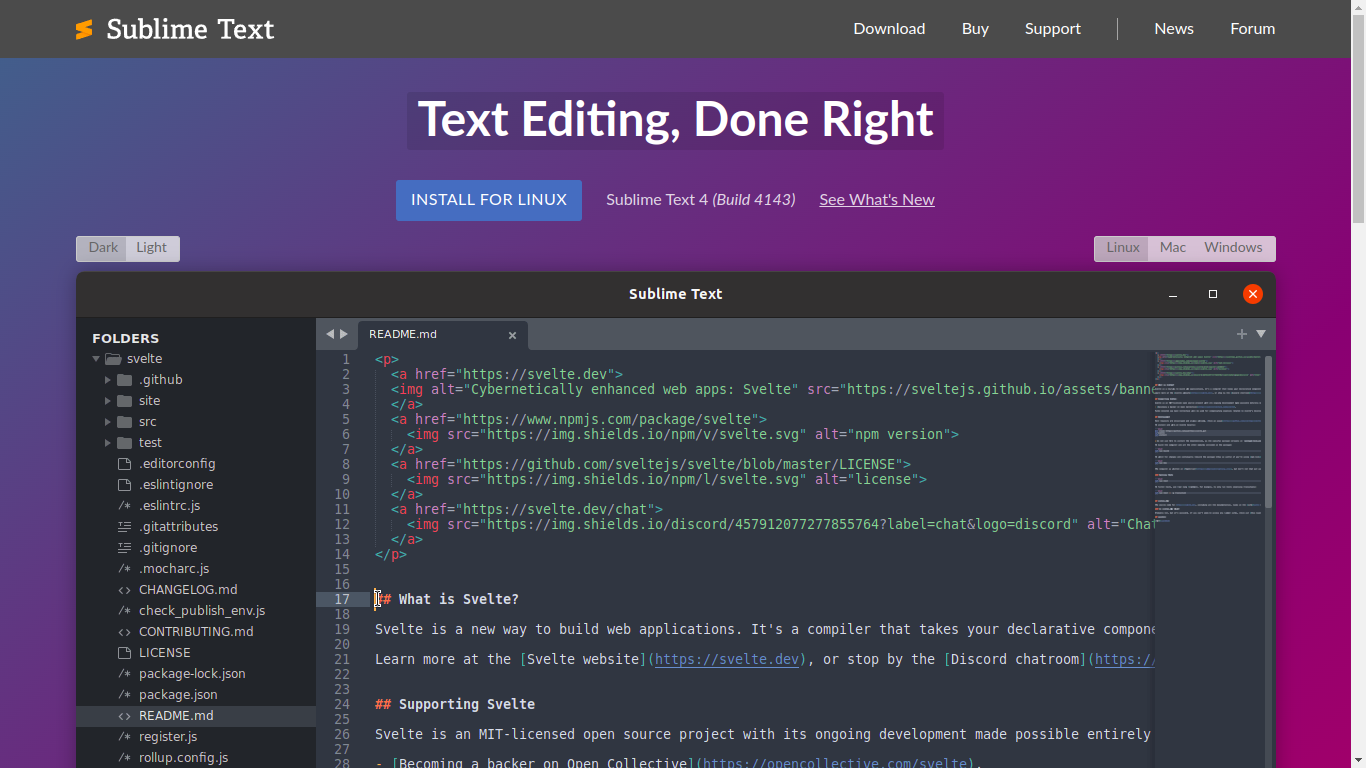 Sublime Text
Download Buy Support News Forum
Text Editing, Done Right
INSTALL FOR LINUX Sublime Text 4 (Build 4143) See What's New
Dark Light
Linux Mac Windows
Sublime Text
FOLDERS
svelte
.github
site
src
test
.editorconfig
.eslintignore
.eslintrc.js
.gitattributes
.gitignore
.mocharc.js
CHANGELOG.md
check_publish_env.js
CONTRIBUTING.md
LICENSE
package-lock.json
package.json
README.md
register.js
rollup.config.js
README.md
1 <p>
2 <a href="https://svelte.dev">
3 <img alt="Cybernetically enhanced web apps: Svelte" src="https://sveltejs.github.io/assets/bann
4 </a>
5 <a href="https://www.npmjs.com/package/svelte">
6 <img src="https://img.shields.io/npm/v/svelte.svg" alt="npm version">
7 </a>
8 <a href="https://github.com/sveltejs/svelte/blob/master/LICENSE">
9 <img src="https://img.shields.io/npm/l/svelte.svg" alt="license">
10 </a>
11 <a href="https://svelte.dev/chat">
12 <img src="https://img.shields.io/discord/457912077277855764?label=chat&logo=discord" alt="Chat
13 </a>
14 </p>
15
16
17 ## What is Svelte?
18
19 Svelte is a new way to build web applications. It's a compiler that takes your declarative compone
20
21 Learn more at the [Svelte website](https://svelte.dev), or stop by the [Discord chatroom](https:/
22
23
24 ## Supporting Svelte
25
26 Svelte is an MIT-licensed open source project with its ongoing development made possible entirely
27
28 - [Becoming a backer on Open Collective](https://opencollective.com/svelte).